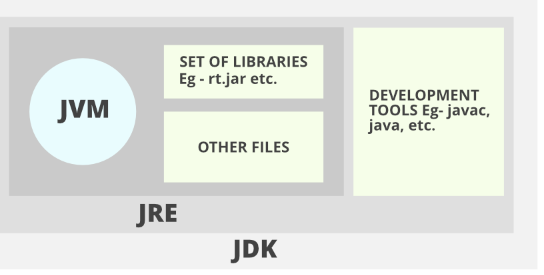 JVM
SET OF LIBRARIES
Eg - rt.jar etc.
OTHER FILES
DEVELOPMENT
TOOLS Eg- javac,
java, etc.
JRE
JDK